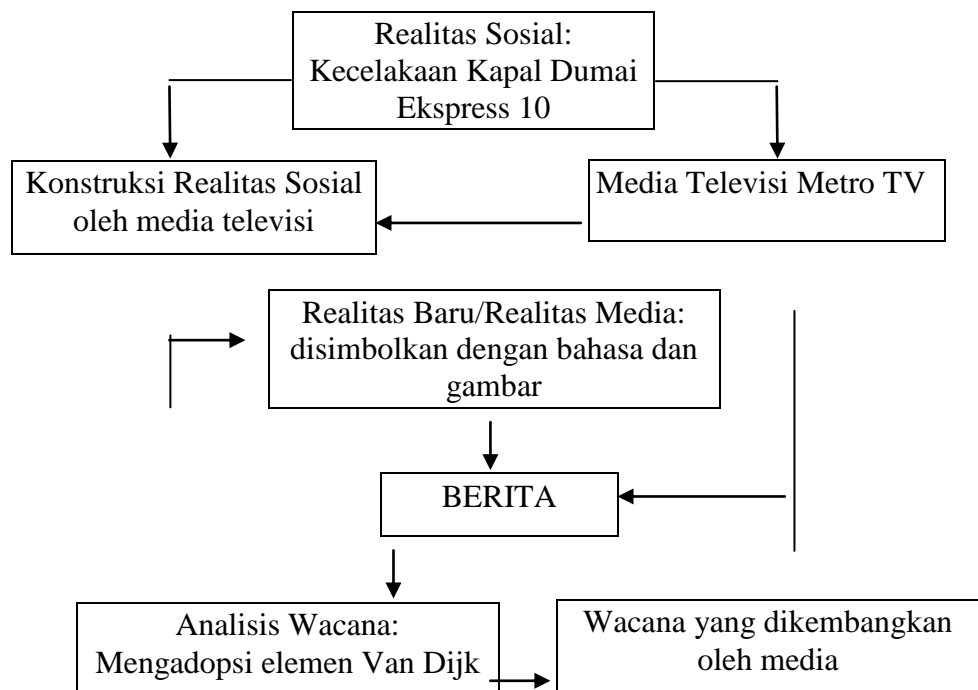 Realitas Sosial:
Kecelakaan Kapal Dumai
Ekspress 10
Konstruksi Realitas Sosial
oleh media televisi
Media Televisi Metro TV
Realitas Baru/Realitas Media:
disimbolkan dengan bahasa dan
gambar
BERITA
Analisis Wacana:
Mengadopsi elemen Van Dijk
Wacana yang dikembangkan
oleh media